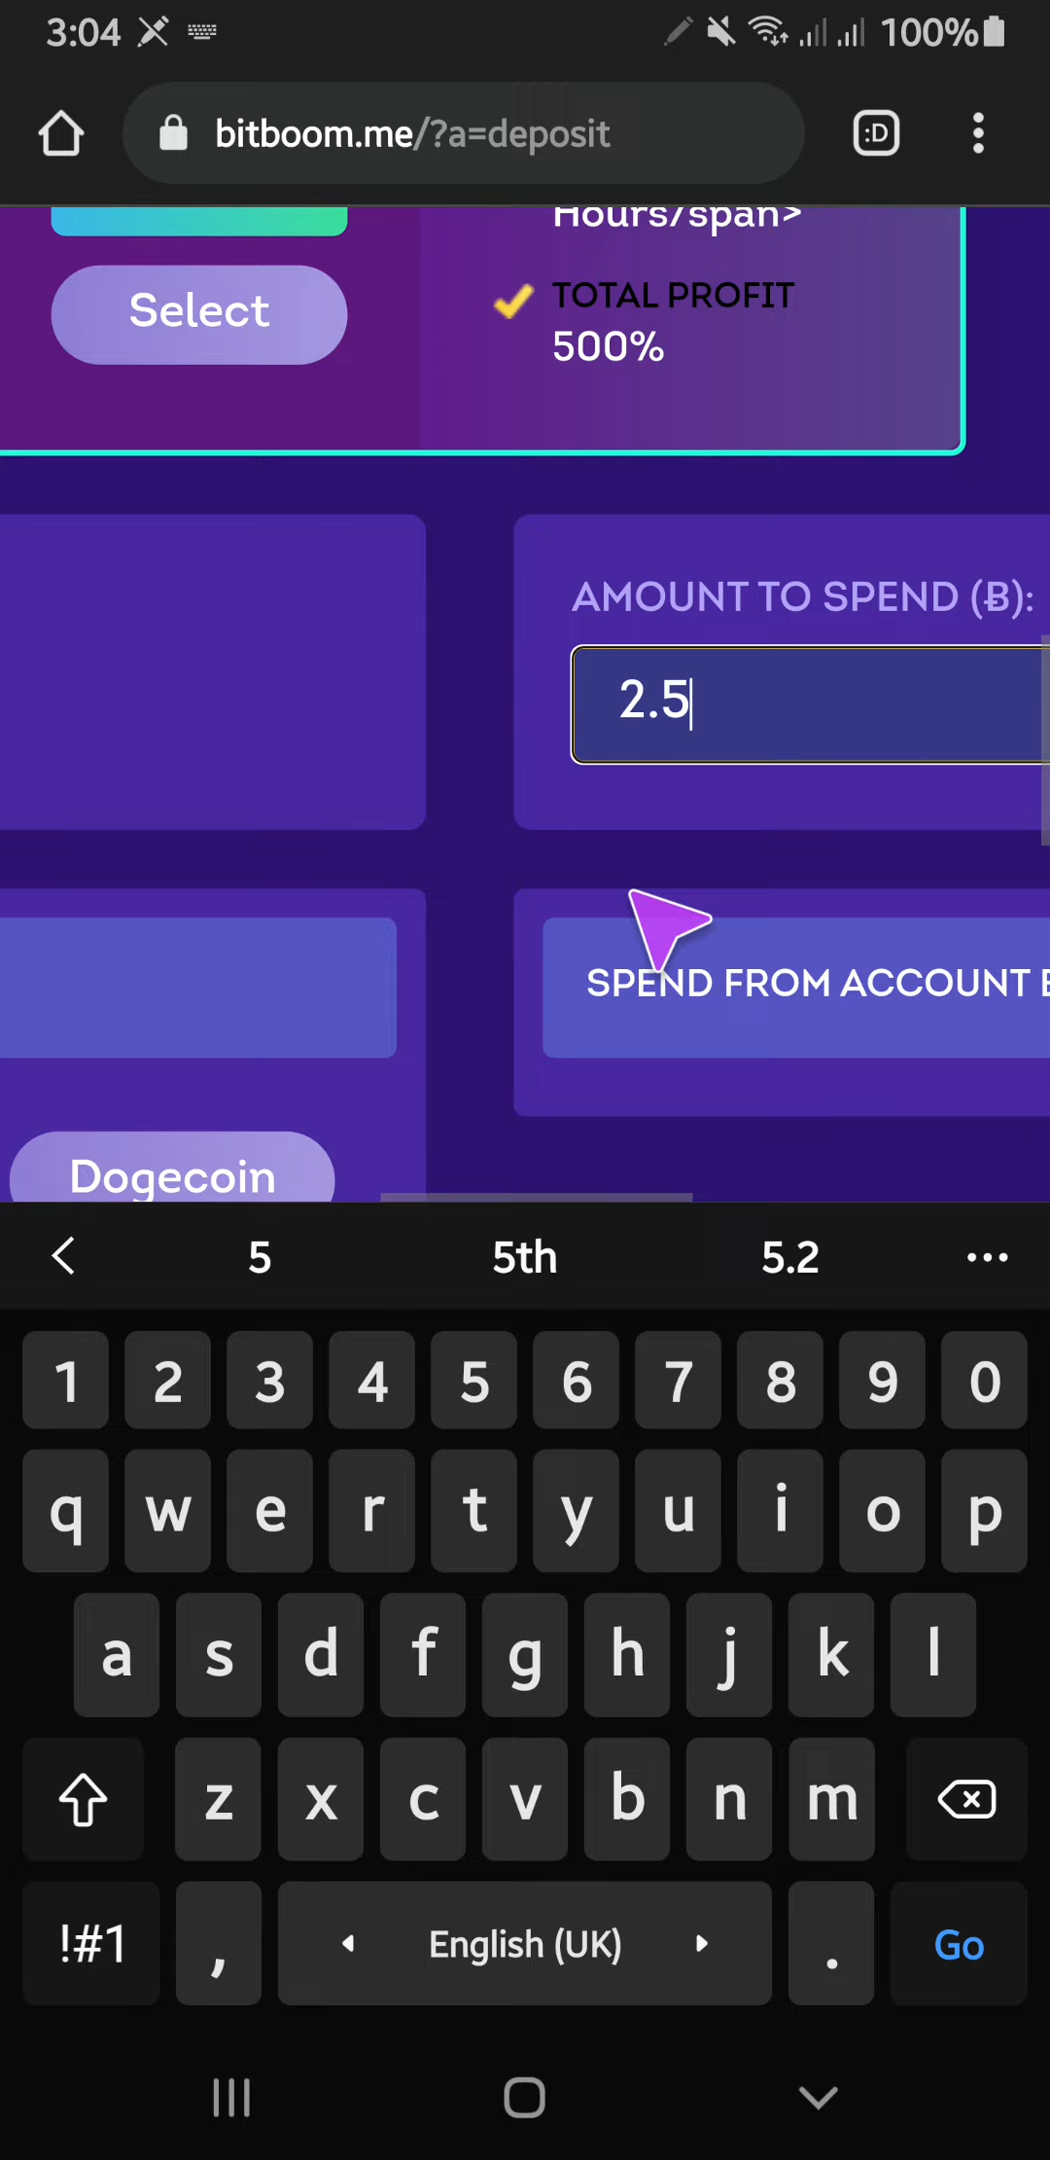 3:04
100%
bitboom.me/?a=deposit
:D
Hours/span>
Select
TOTAL PROFIT
500%
AMOUNT TO SPEND (Ƀ):
2.5
SPEND FROM ACCOUNT
Dogecoin
5 5th 5.2 ...
1 2 3 4 5 6 7 8 9 0
q w e r t y u i o p
a s d f g h j k l
z x c v b n m
!#1 , English (UK) . Go